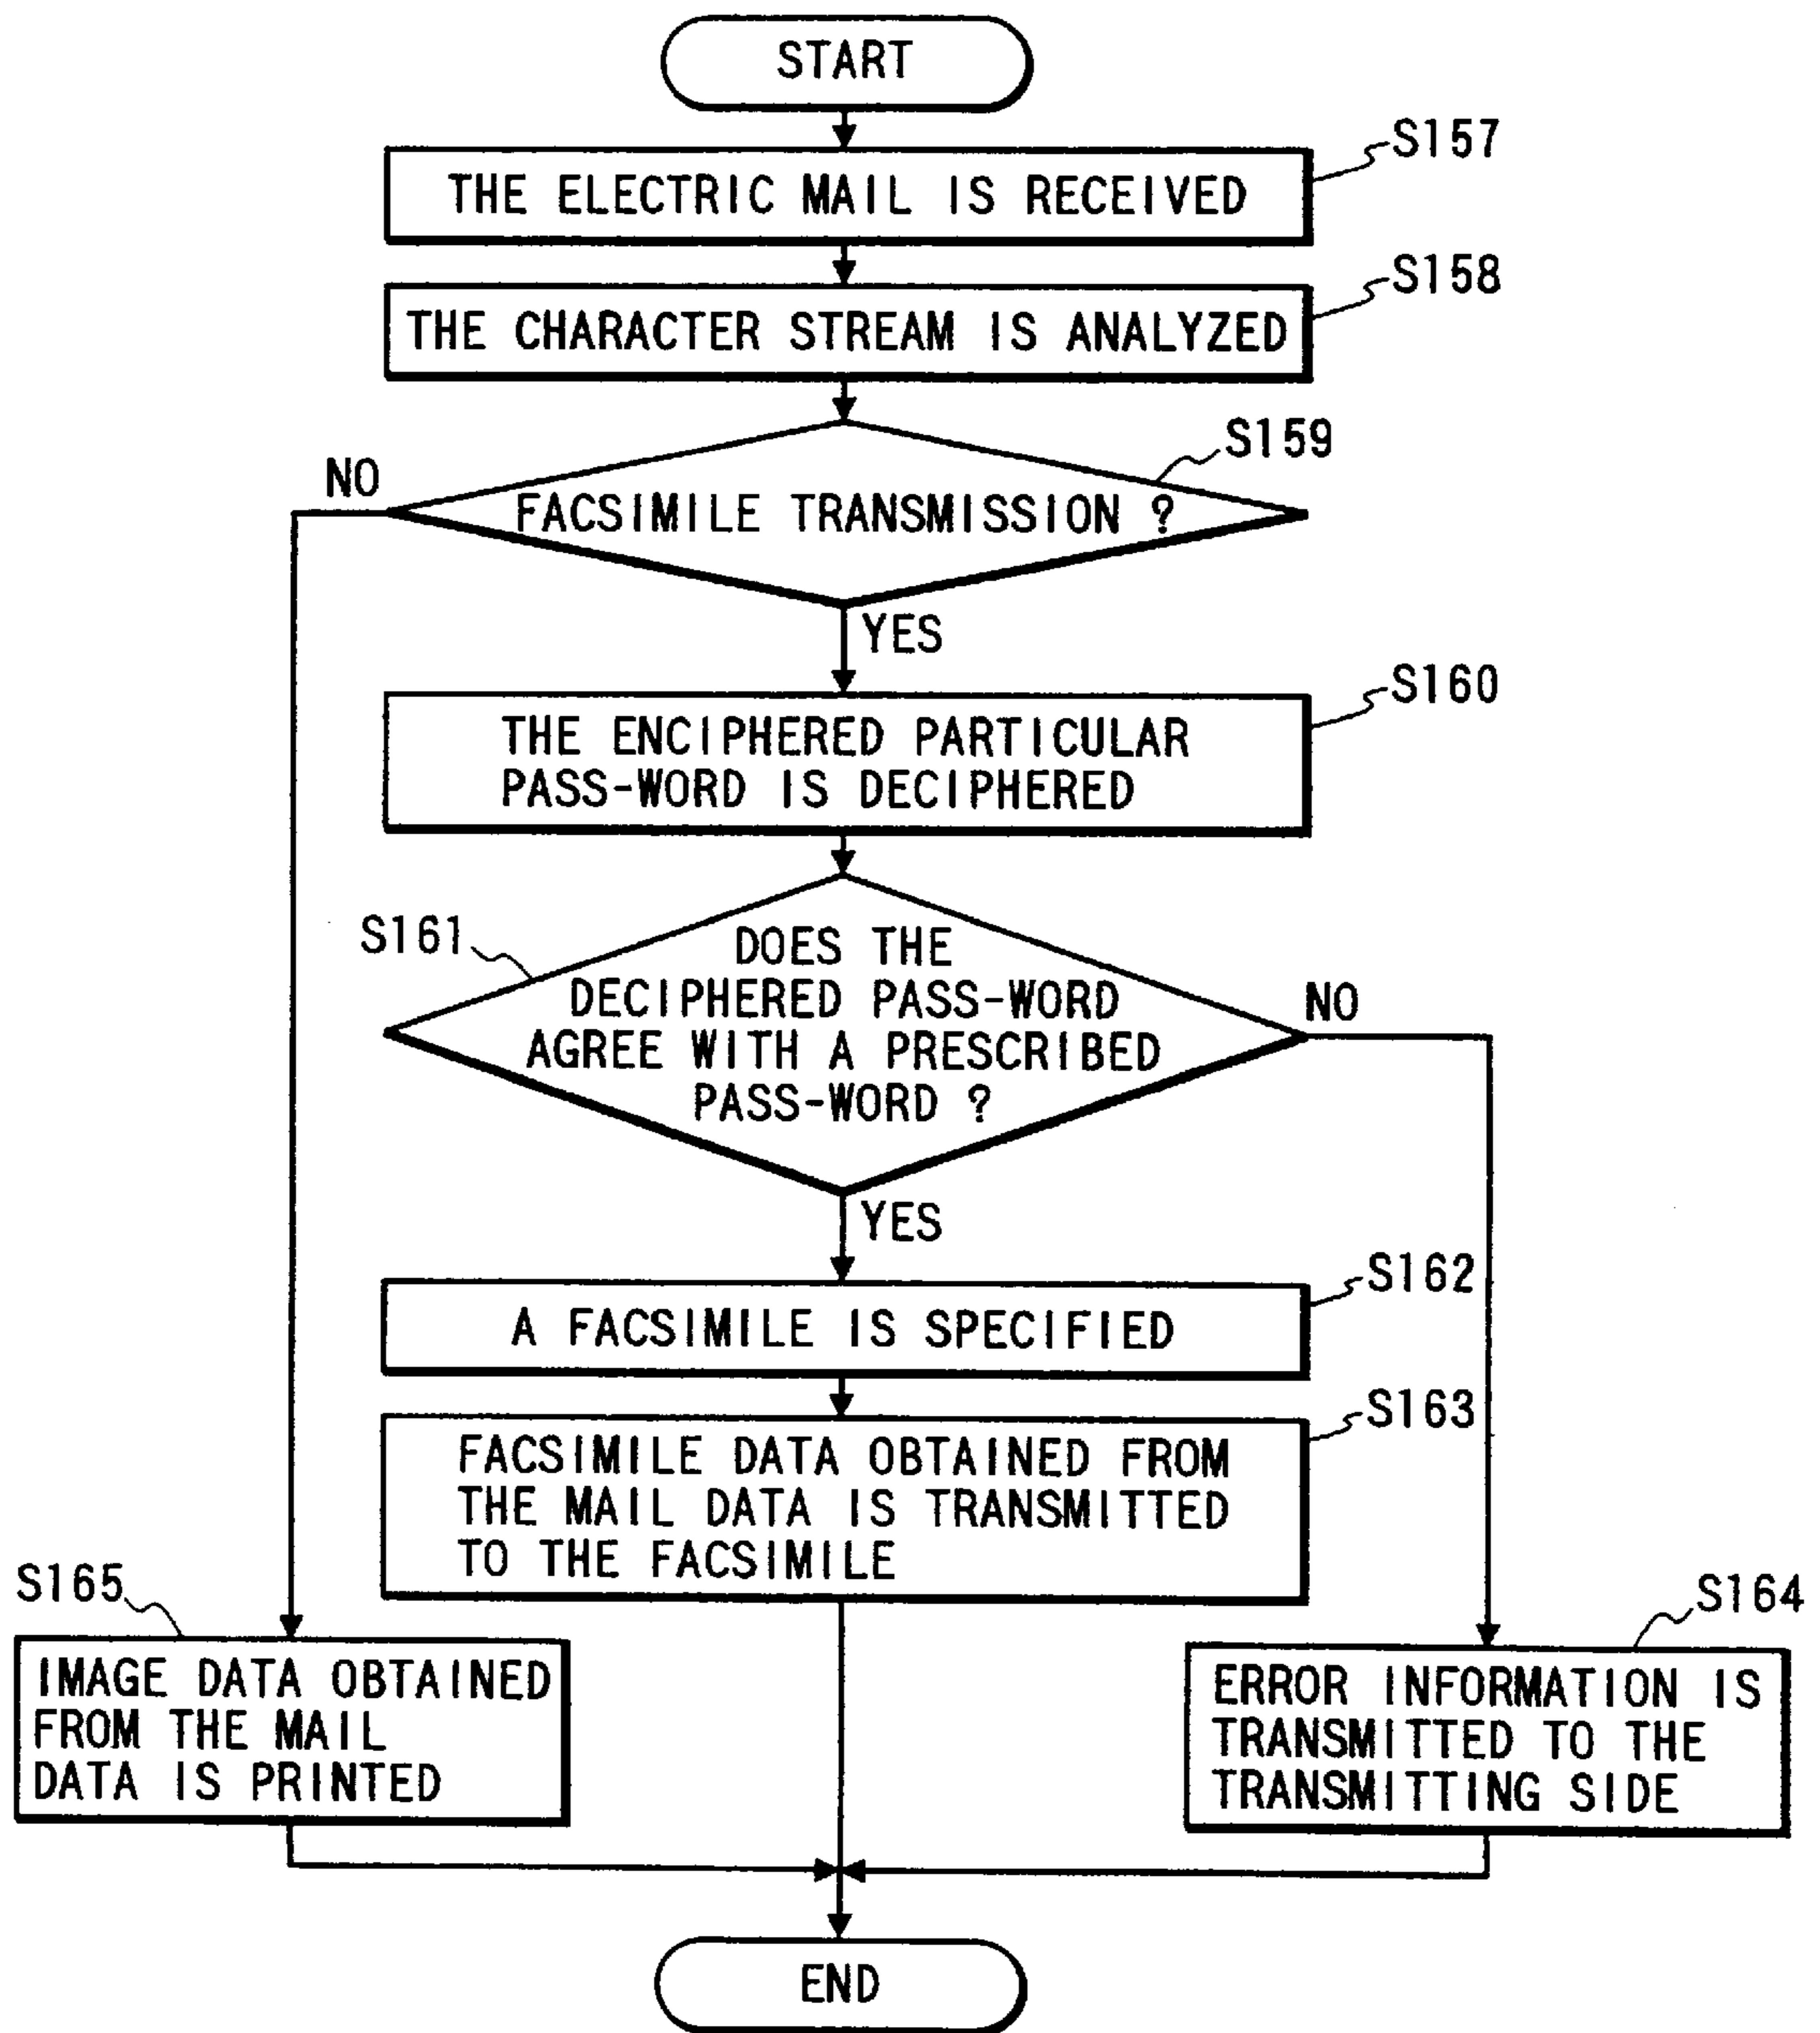 START
S157
THE ELECTRIC MAIL IS RECEIVED
S158
THE CHARACTER STREAM IS ANALYZED
S159
NO
FACSIMILE TRANSMISSION ?
YES
S160
THE ENCIPHERED PARTICULAR
PASS-WORD IS DECIPHERED
S161
DOES THE
DECIPHERED PASS-WORD
AGREE WITH A PRESCRIBED
PASS-WORD ?
NO
YES
S162
A FACSIMILE IS SPECIFIED
S163
FACSIMILE DATA OBTAINED FROM
THE MAIL DATA IS TRANSMITTED
TO THE FACSIMILE
S165
IMAGE DATA OBTAINED
FROM THE MAIL
DATA IS PRINTED
S164
ERROR INFORMATION IS
TRANSMITTED TO THE
TRANSMITTING SIDE
END